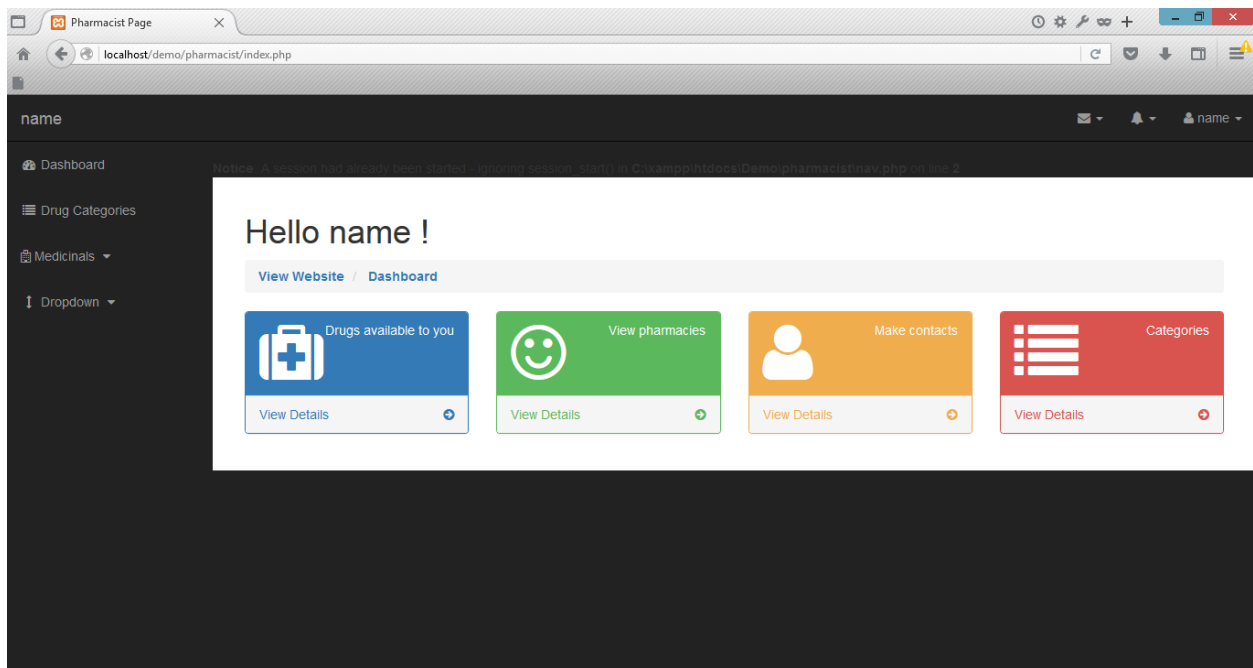 Pharmacist Page
localhost/demo/pharmacist/index.php
name
name
Dashboard
Notice: A session had already been started - ignoring session_start() in C:\xampp\htdocs\Demo\pharmacist\nav.php on line 2
Drug Categories
Medicinals
Dropdown
Hello name !
View Website / Dashboard
Drugs available to you
View Details
View pharmacies
View Details
Make contacts
View Details
Categories
View Details